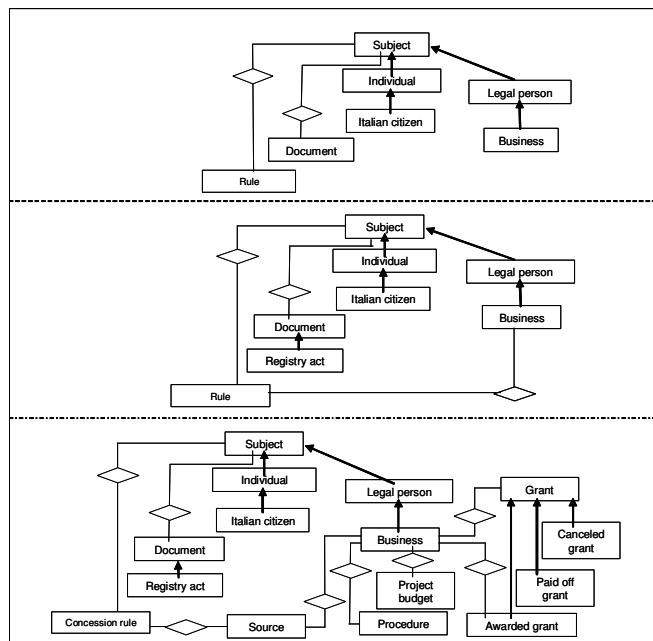 Subject
Individual
Legal person
Italian citizen
Business
Document
Rule
Subject
Individual
Legal person
Italian citizen
Business
Document
Registry act
Rule
Subject
Individual
Legal person
Grant
Italian citizen
Business
Canceled
grant
Document
Registry act
Project
budget
Paid off
grant
Concession rule
Source
Procedure
Awarded grant